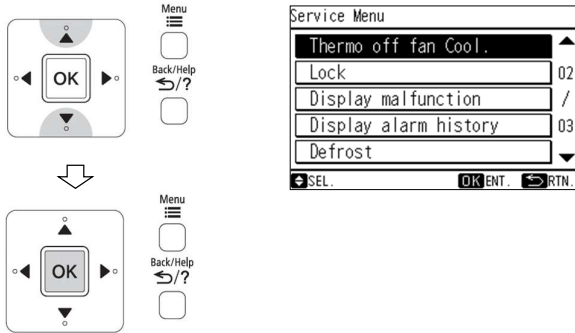 Menu
OK
Back/Help
/?
Menu
OK
Back/Help
/?
Service Menu
Thermo off fan Cool.
Lock
02
Display malfunction
/
Display alarm history
03
Defrost
SEL. OK ENT. RTN.